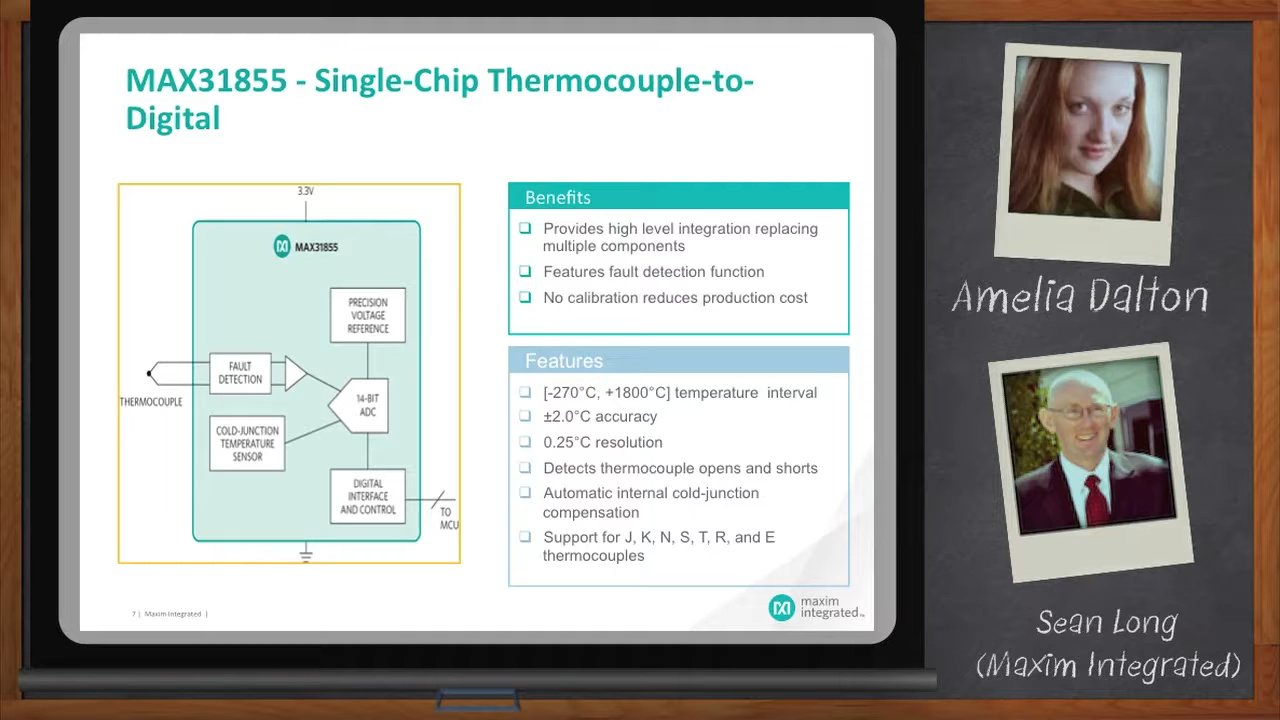 MAX31855 - Single-Chip Thermocouple-to-
Digital
3.3V
MAX31855
PRECISION
VOLTAGE
REFERENCE
FAULT
DETECTION
THERMOCOUPLE
14-BIT
ADC
COLD-JUNCTION
TEMPERATURE
SENSOR
DIGITAL
INTERFACE
AND CONTROL
TO
MCU
Benefits
Provides high level integration replacing
multiple components
Features fault detection function
No calibration reduces production cost
Features
[-270°C, +1800°C] temperature interval
±2.0°C accuracy
0.25°C resolution
Detects thermocouple opens and shorts
Automatic internal cold-junction
compensation
Support for J, K, N, S, T, R, and E
thermocouples
7 | Maxim Integrated |
maxim
integrated™
Amelia Dalton
Sean Long
(Maxim Integrated)